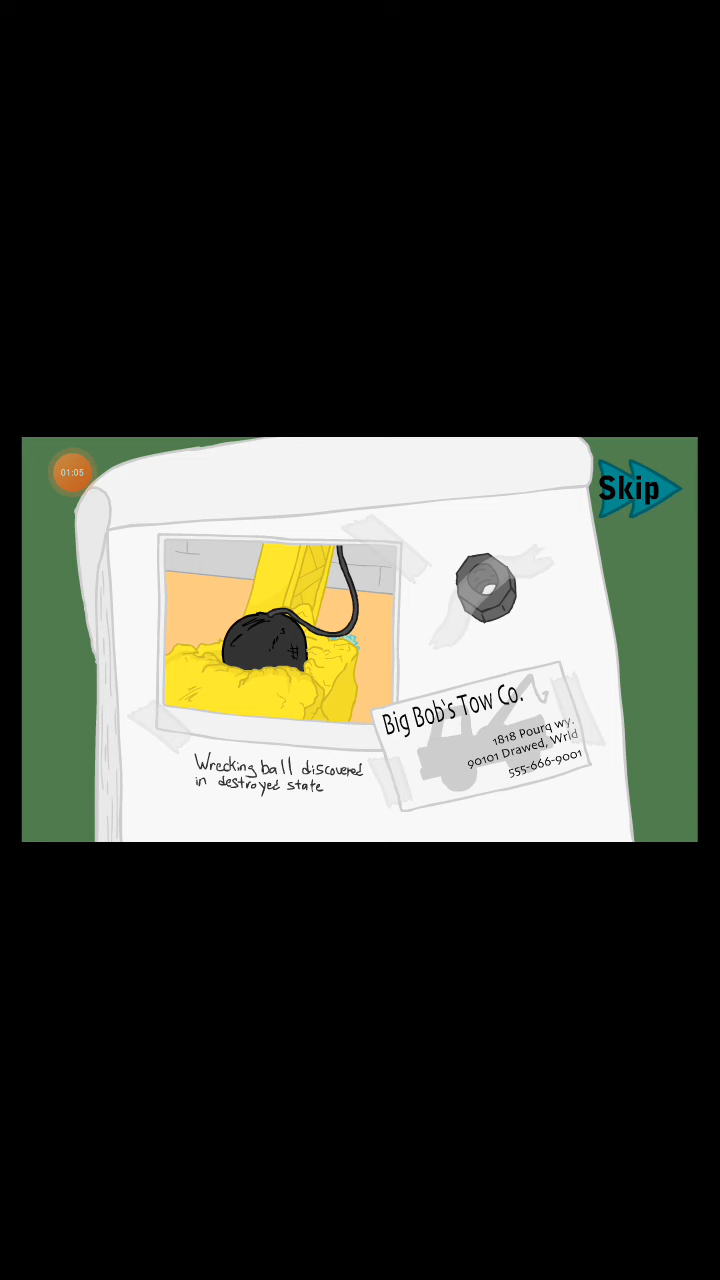 01:05
Skip
Big Bob's Tow Co.
1818 Pourq wy.
90101 Drawed, Wrld
555-666-9001
Wrecking ball discovered
in destroyed state